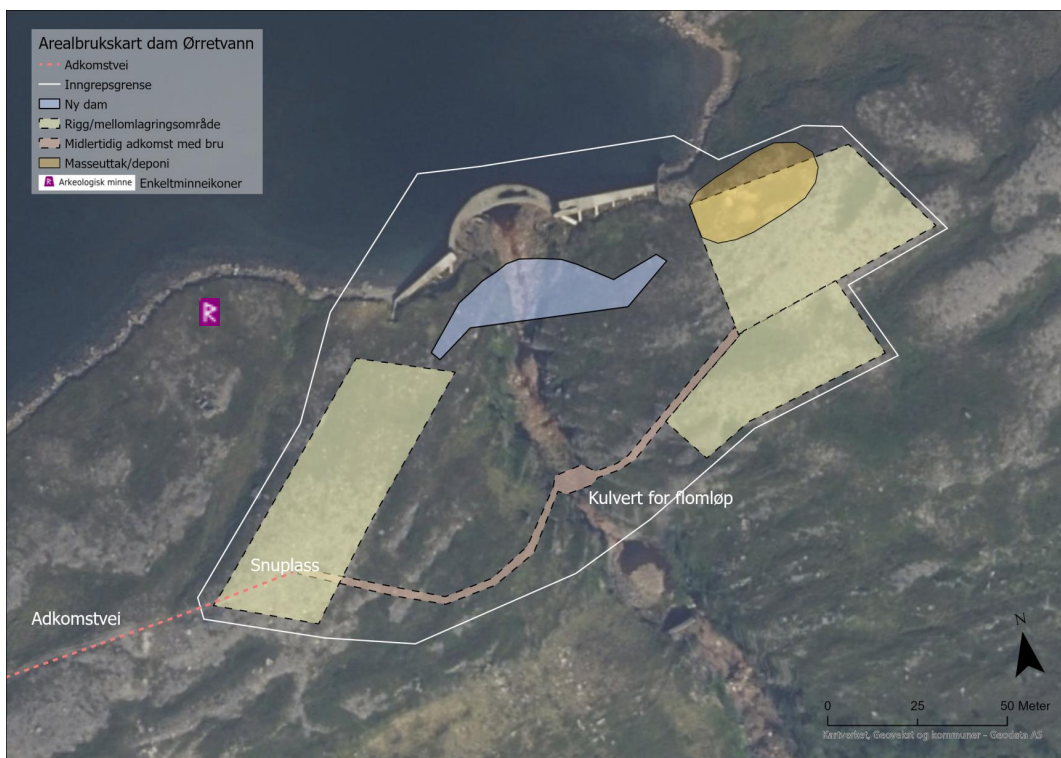 Arealbrukskart dam Ørretvann
Adkomstvei
Inngrepsgrense
Ny dam
Rigg/mellomlagringsområde
Midlertidig adkomst med bru
Masseuttak/deponi
R Arkeologisk minne Enkeltminneikoner
R
Kulvert for flomløp
Snuplass
Adkomstvei
N
0 25 50 Meter
Kartverket, Geovekst og kommuner - Geodata AS